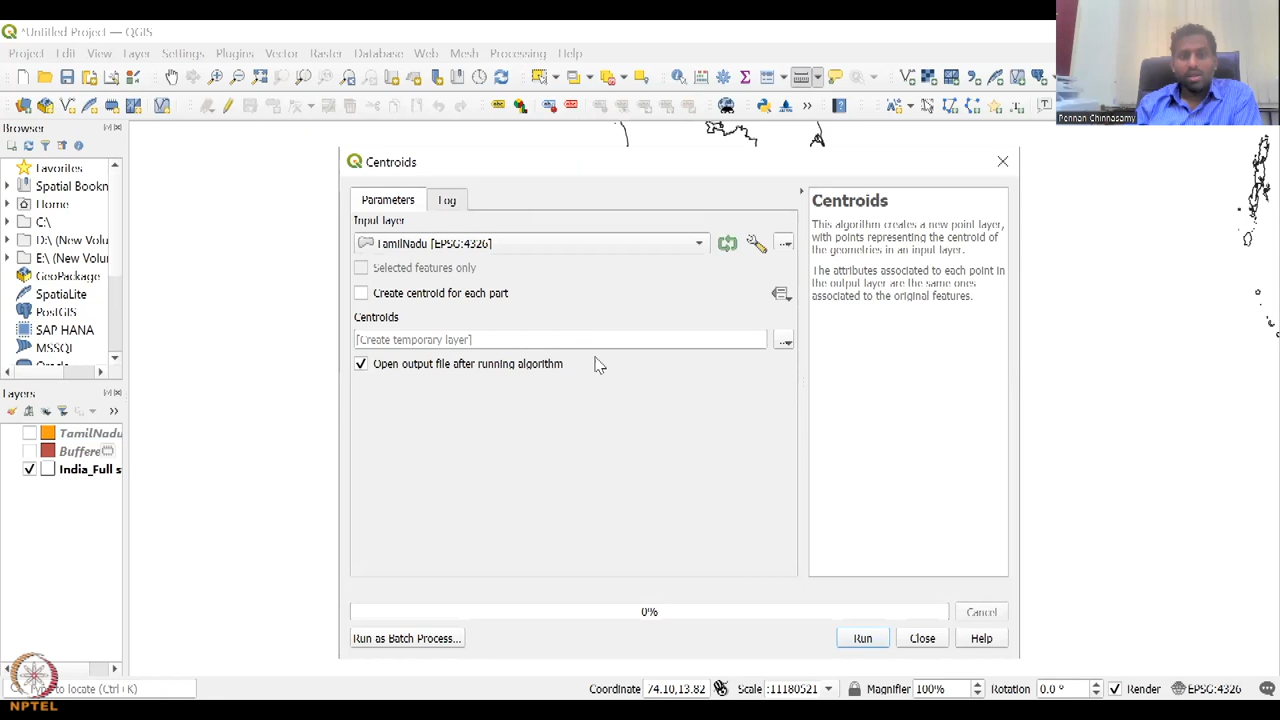 *Untitled Project — QGIS
Project Edit View Layer Settings Plugins Vector Raster Database Web Mesh Processing Help
Pennan Chinnasamy
Browser
Favorites
Spatial Bookn
Home
C:\
D:\ (New Volu
E:\ (New Volu
GeoPackage
SpatiaLite
PostGIS
SAP HANA
MSSQL
Layers
TamilNadu
Buffere
India_Full s
Centroids
Parameters Log
Input layer
TamilNadu [EPSG:4326]
Selected features only
Create centroid for each part
Centroids
[Create temporary layer]
Open output file after running algorithm
Centroids
This algorithm creates a new point layer,
with points representing the centroid of
the geometries in an input layer.
The attributes associated to each point in
the output layer are the same ones
associated to the original features.
0%
Cancel
Run as Batch Process...
Run Close Help
Type to locate (Ctrl+K)
Coordinate 74.10,13.82 Scale :11180521 Magnifier 100% Rotation 0.0 ° Render EPSG:4326
NPTEL